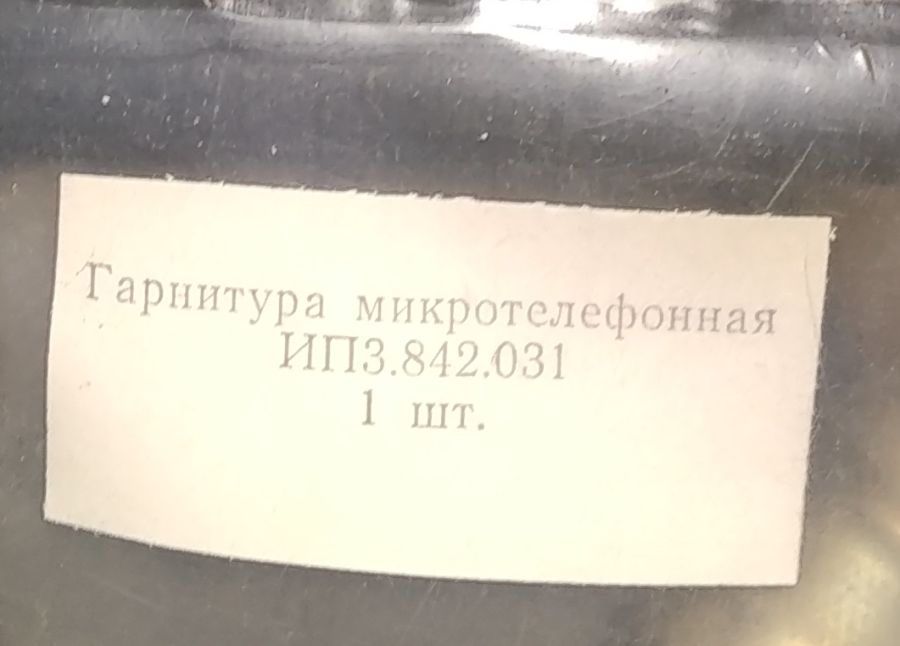 Гарнитура микротелефонная
ИП3.842.031
1 шт.